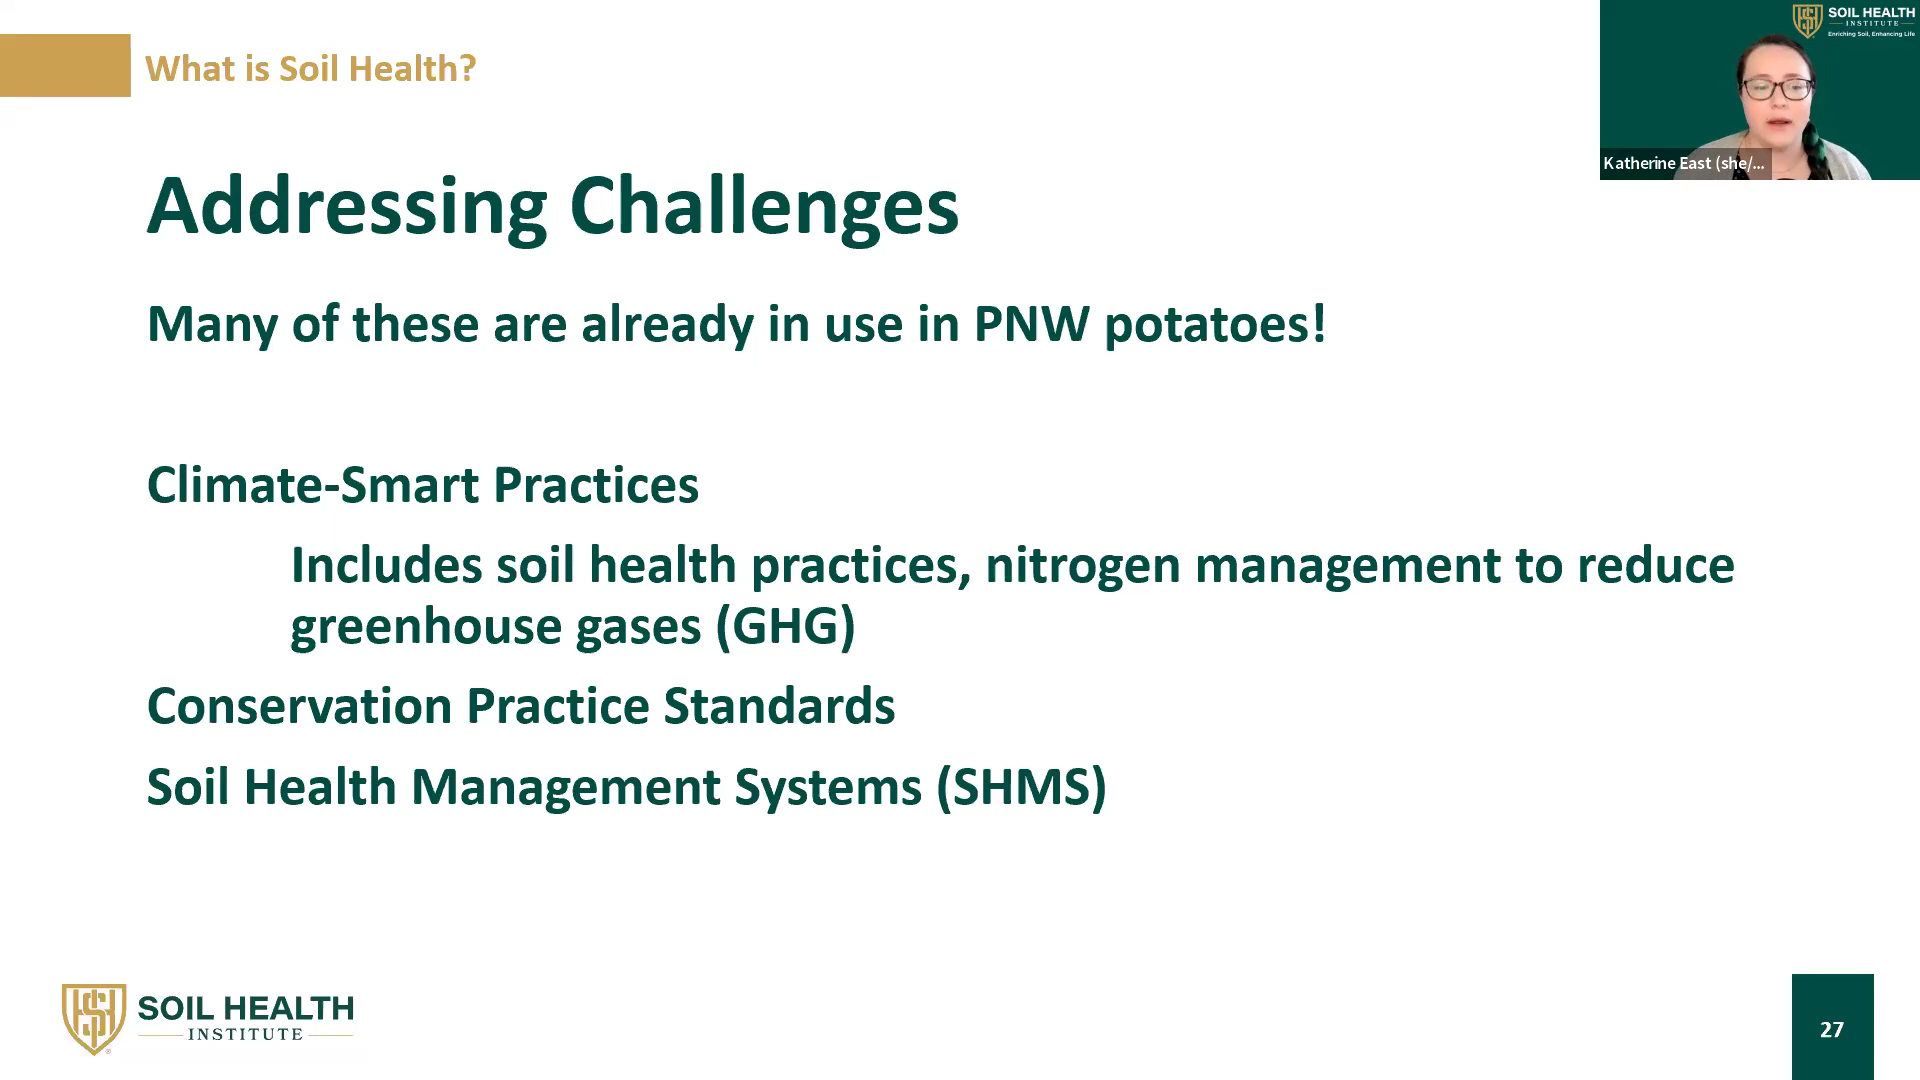 What is Soil Health?
SOIL HEALTH
INSTITUTE
Enriching Soil, Enhancing Life
Katherine East (she/...
Addressing Challenges
Many of these are already in use in PNW potatoes!
Climate-Smart Practices
Includes soil health practices, nitrogen management to reduce
greenhouse gases (GHG)
Conservation Practice Standards
Soil Health Management Systems (SHMS)
SOIL HEALTH
INSTITUTE
27